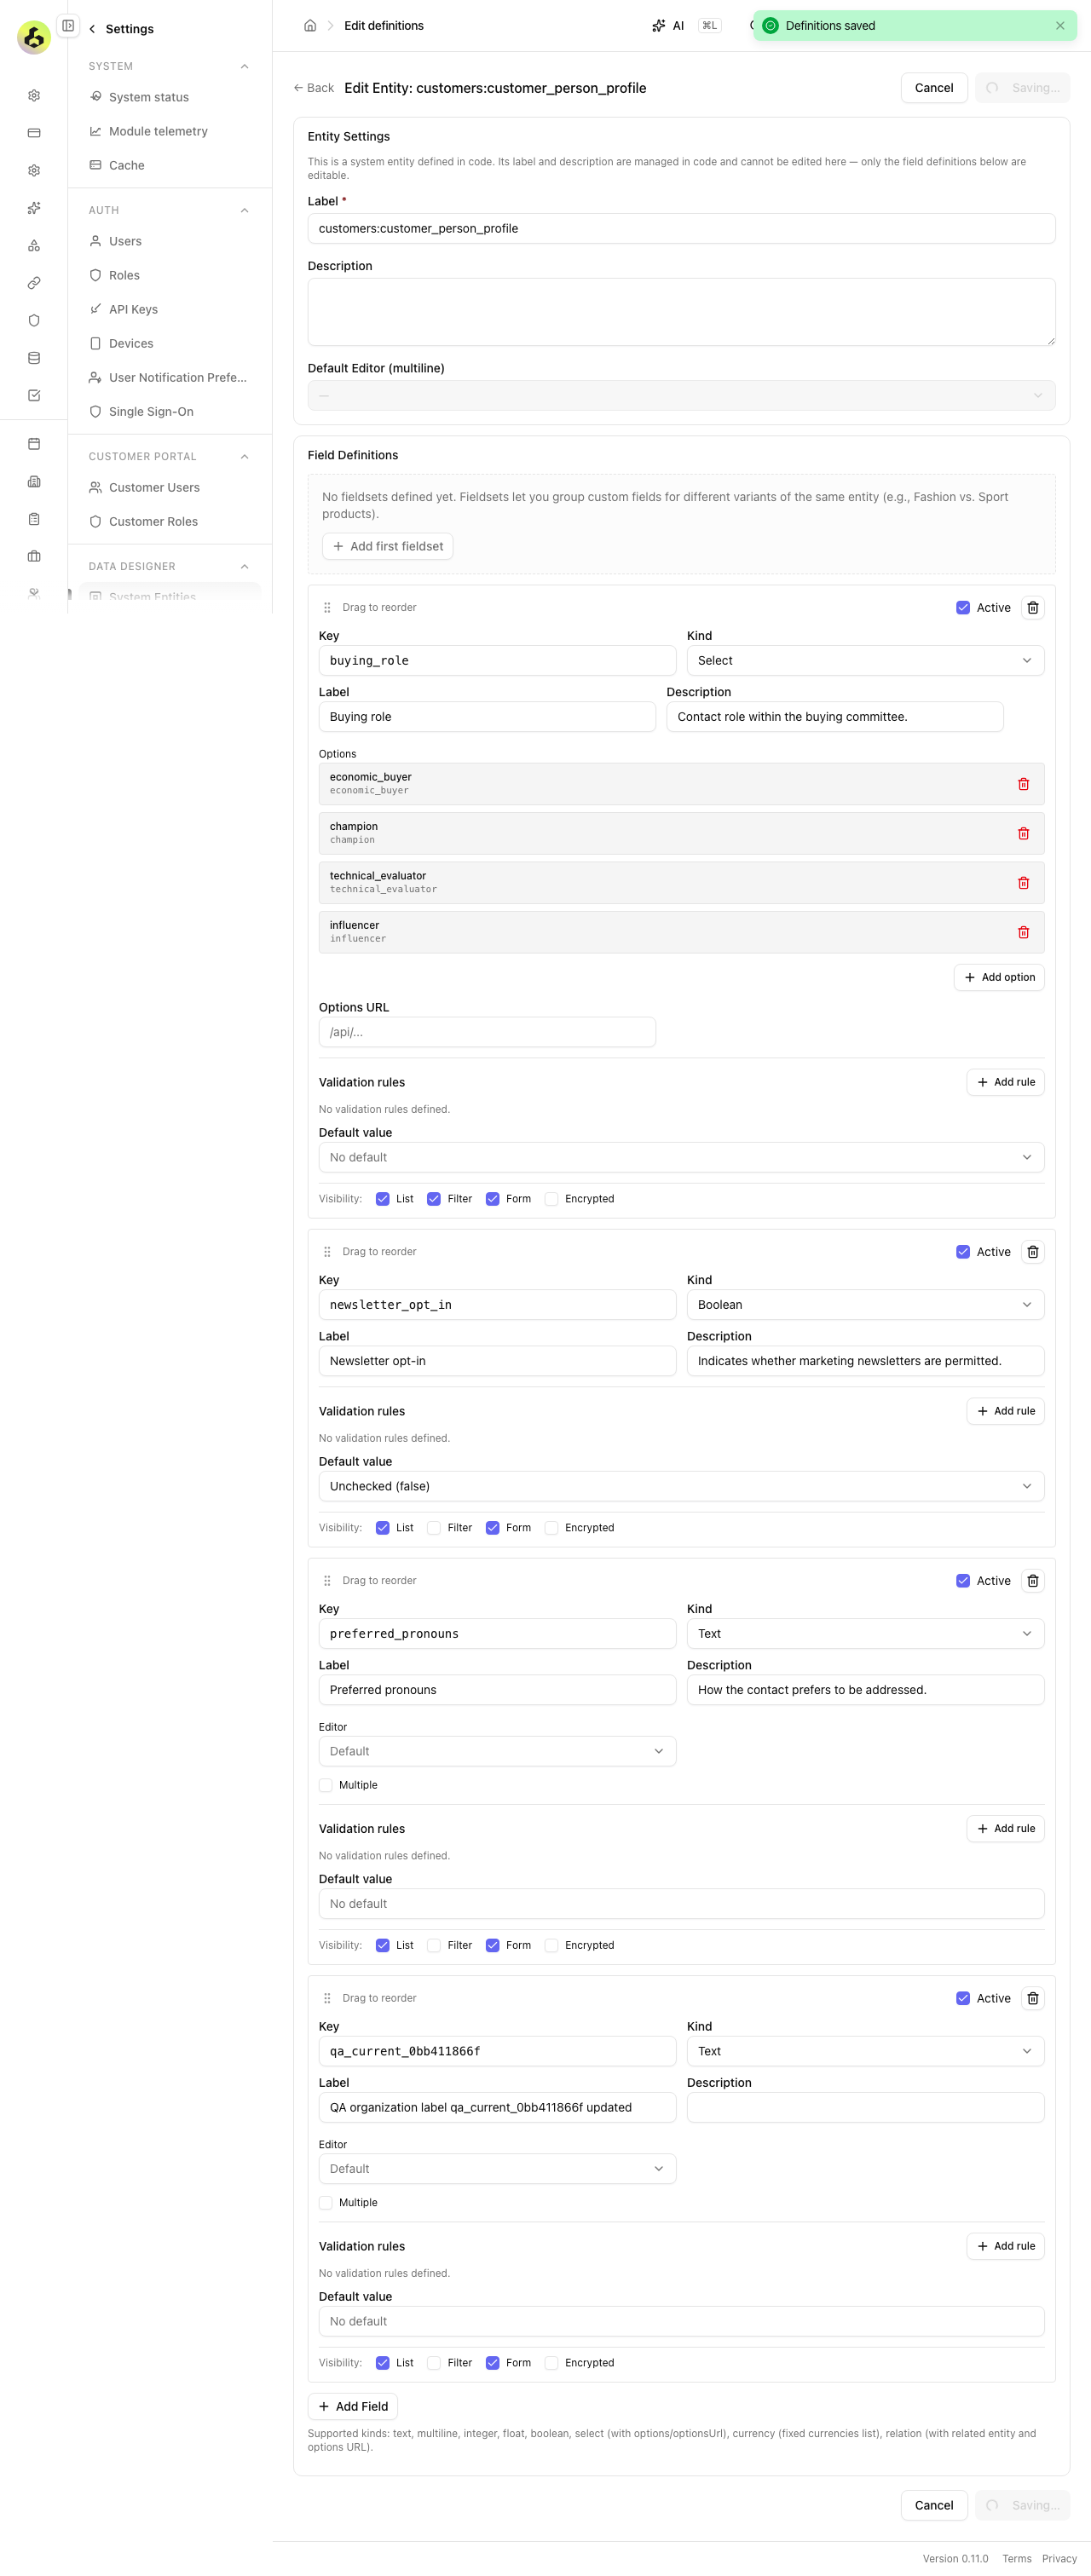 Settings
SYSTEM
System status
Module telemetry
Cache
AUTH
Users
Roles
API Keys
Devices
User Notification Prefe...
Single Sign-On
CUSTOMER PORTAL
Customer Users
Customer Roles
DATA DESIGNER
System Entities
Edit definitions
AI
⌘L
Definitions saved
← Back
Edit Entity: customers:customer_person_profile
Cancel
Saving...
Entity Settings
This is a system entity defined in code. Its label and description are managed in code and cannot be edited here — only the field definitions below are
editable.
Label *
customers:customer_person_profile
Description
Default Editor (multiline)
—
Field Definitions
No fieldsets defined yet. Fieldsets let you group custom fields for different variants of the same entity (e.g., Fashion vs. Sport
products).
+ Add first fieldset
Drag to reorder
Active
Key
Kind
buying_role
Select
Label
Description
Buying role
Contact role within the buying committee.
Options
economic_buyer
economic_buyer
champion
champion
technical_evaluator
technical_evaluator
influencer
influencer
+ Add option
Options URL
/api/...
Validation rules
+ Add rule
No validation rules defined.
Default value
No default
Visibility: List Filter Form Encrypted
Drag to reorder
Active
Key
Kind
newsletter_opt_in
Boolean
Label
Description
Newsletter opt-in
Indicates whether marketing newsletters are permitted.
Validation rules
+ Add rule
No validation rules defined.
Default value
Unchecked (false)
Visibility: List Filter Form Encrypted
Drag to reorder
Active
Key
Kind
preferred_pronouns
Text
Label
Description
Preferred pronouns
How the contact prefers to be addressed.
Editor
Default
Multiple
Validation rules
+ Add rule
No validation rules defined.
Default value
No default
Visibility: List Filter Form Encrypted
Drag to reorder
Active
Key
Kind
qa_current_0bb411866f
Text
Label
Description
QA organization label qa_current_0bb411866f updated
Editor
Default
Multiple
Validation rules
+ Add rule
No validation rules defined.
Default value
No default
Visibility: List Filter Form Encrypted
+ Add Field
Supported kinds: text, multiline, integer, float, boolean, select (with options/optionsUrl), currency (fixed currencies list), relation (with related entity and
options URL).
Cancel
Saving...
Version 0.11.0
Terms
Privacy